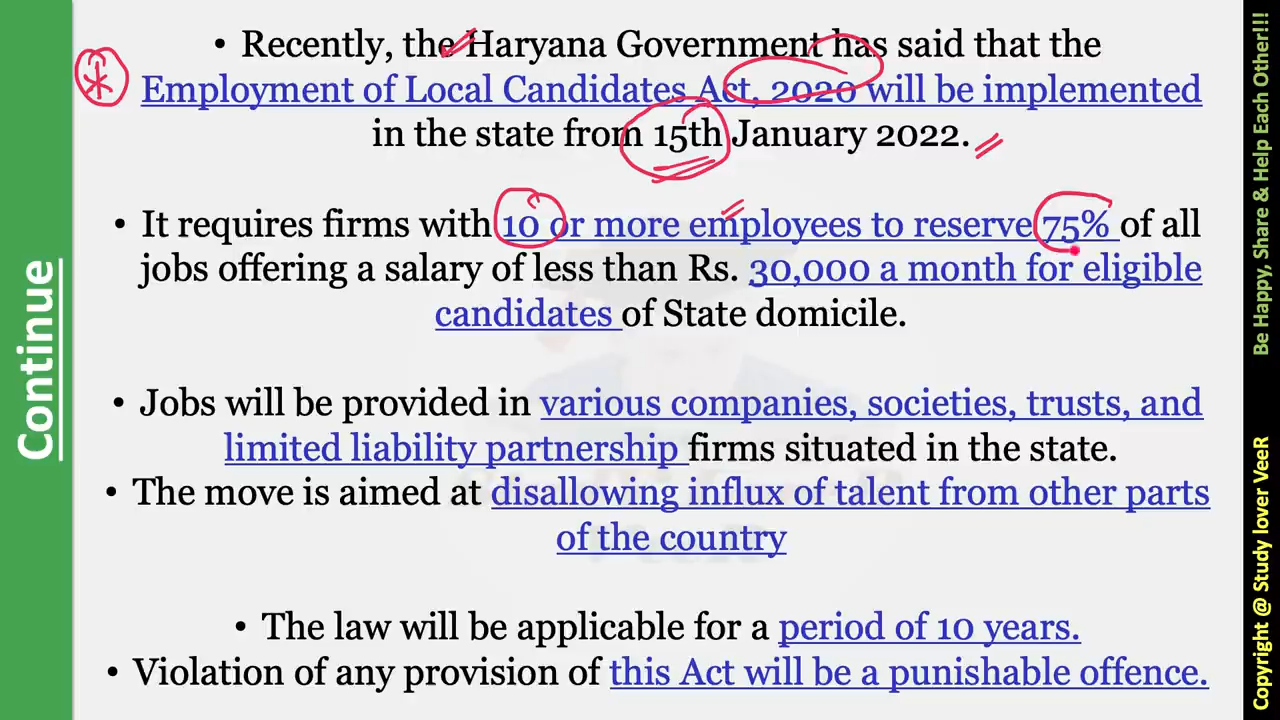 Continue
• Recently, the Haryana Government has said that the
Employment of Local Candidates Act, 2020 will be implemented
in the state from 15th January 2022.
• It requires firms with 10 or more employees to reserve 75% of all
jobs offering a salary of less than Rs. 30,000 a month for eligible
candidates of State domicile.
• Jobs will be provided in various companies, societies, trusts, and
limited liability partnership firms situated in the state.
• The move is aimed at disallowing influx of talent from other parts
of the country
• The law will be applicable for a period of 10 years.
• Violation of any provision of this Act will be a punishable offence.
Be Happy, Share & Help Each Other!!!
Copyright @ Study lover VeeR